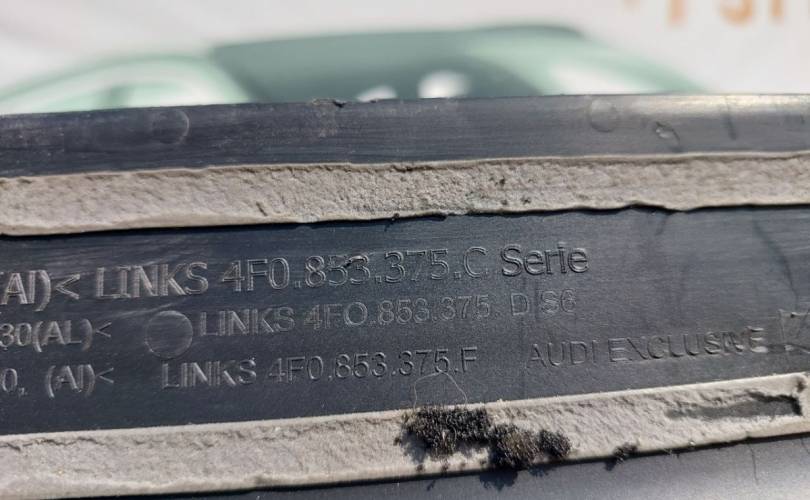 (AI)< LINKS 4F0.853.375.C Serie
30(AL)< LINKS 4F0.853.375. D S6
0, (AI)< LINKS 4F0.853.375.F AUDI EXCLUSIVE